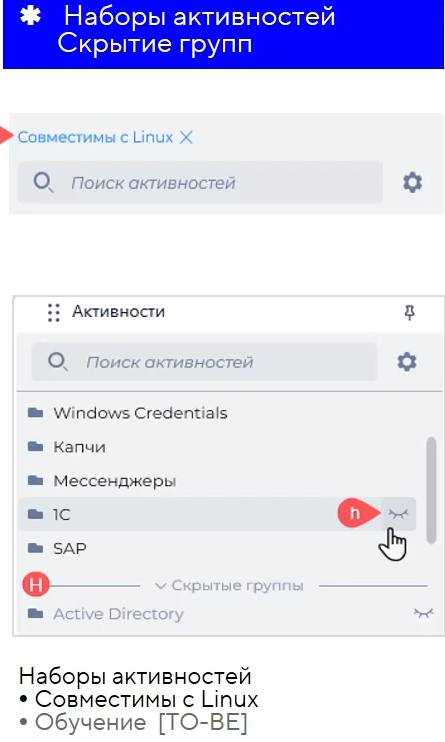 ✱ Наборы активностей
Скрытие групп
Совместимы с Linux ×
Поиск активностей
Активности
Поиск активностей
Windows Credentials
Капчи
Мессенджеры
1С h
SAP
H Скрытые группы
Active Directory
Наборы активностей
• Совместимы с Linux
• Обучение [TO-BE]